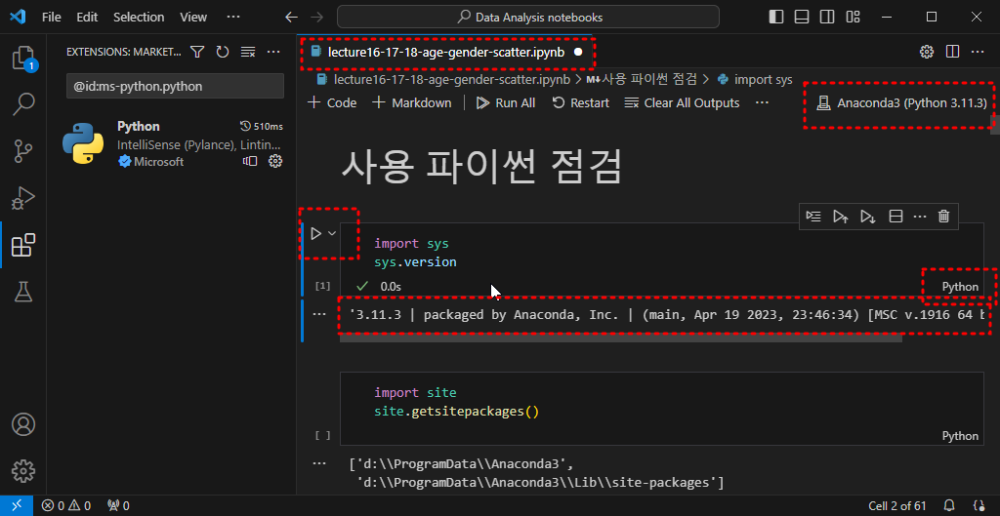 File Edit Selection View ··· Data Analysis notebooks
EXTENSIONS: MARKET... ···
@id:ms-python.python
Python 510ms
IntelliSense (Pylance), Lintin...
Microsoft
1
lecture16-17-18-age-gender-scatter.ipynb
lecture16-17-18-age-gender-scatter.ipynb > M↓사용 파이썬 점검 > import sys
+ Code + Markdown Run All Restart Clear All Outputs ··· Anaconda3 (Python 3.11.3)
사용 파이썬 점검
import sys
sys.version
[1] ✓ 0.0s Python
'3.11.3 | packaged by Anaconda, Inc. | (main, Apr 19 2023, 23:46:34) [MSC v.1916 64 b
import site
site.getsitepackages()
[ ] Python
['d:\\ProgramData\\Anaconda3',
'd:\\ProgramData\\Anaconda3\\Lib\\site-packages']
0 0 0 Cell 2 of 61